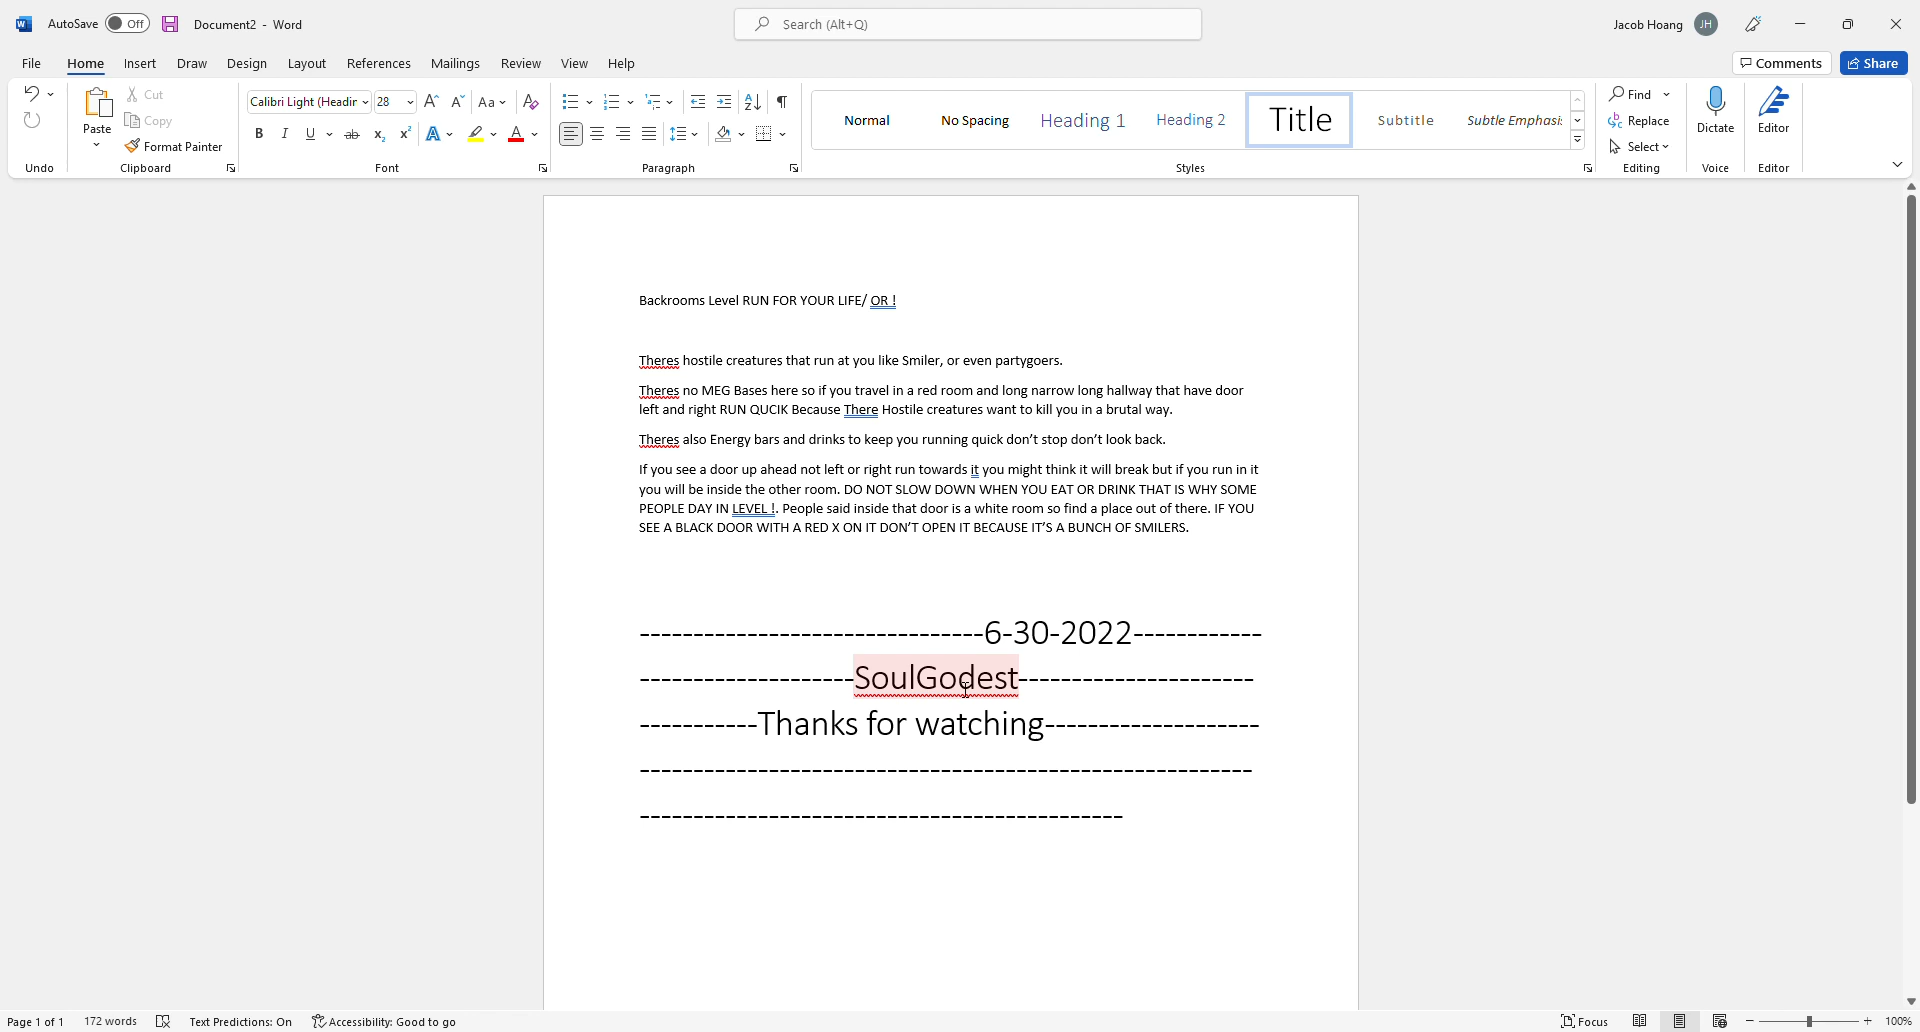 AutoSave Off Document2 - Word Search (Alt+Q) Jacob Hoang JH
File Home Insert Draw Design Layout References Mailings Review View Help Comments Share
Paste Cut Copy Format Painter
Calibri Light (Headin 28
Normal No Spacing Heading 1 Heading 2 Title Subtitle Subtle Emphasis
Find Replace Select Dictate Editor
Undo Clipboard Font Paragraph Styles Editing Voice Editor
Backrooms Level RUN FOR YOUR LIFE/ OR !
Theres hostile creatures that run at you like Smiler, or even partygoers.
Theres no MEG Bases here so if you travel in a red room and long narrow long hallway that have door
left and right RUN QUCIK Because There Hostile creatures want to kill you in a brutal way.
Theres also Energy bars and drinks to keep you running quick don’t stop don’t look back.
If you see a door up ahead not left or right run towards it you might think it will break but if you run in it
you will be inside the other room. DO NOT SLOW DOWN WHEN YOU EAT OR DRINK THAT IS WHY SOME
PEOPLE DAY IN LEVEL !. People said inside that door is a white room so find a place out of there. IF YOU
SEE A BLACK DOOR WITH A RED X ON IT DON’T OPEN IT BECAUSE IT’S A BUNCH OF SMILERS.
--------------------------------6-30-2022------------
--------------------SoulGodest----------------------
-----------Thanks for watching--------------------
---------------------------------------------------------
---------------------------------------------
Page 1 of 1 172 words Text Predictions: On Accessibility: Good to go Focus 100%